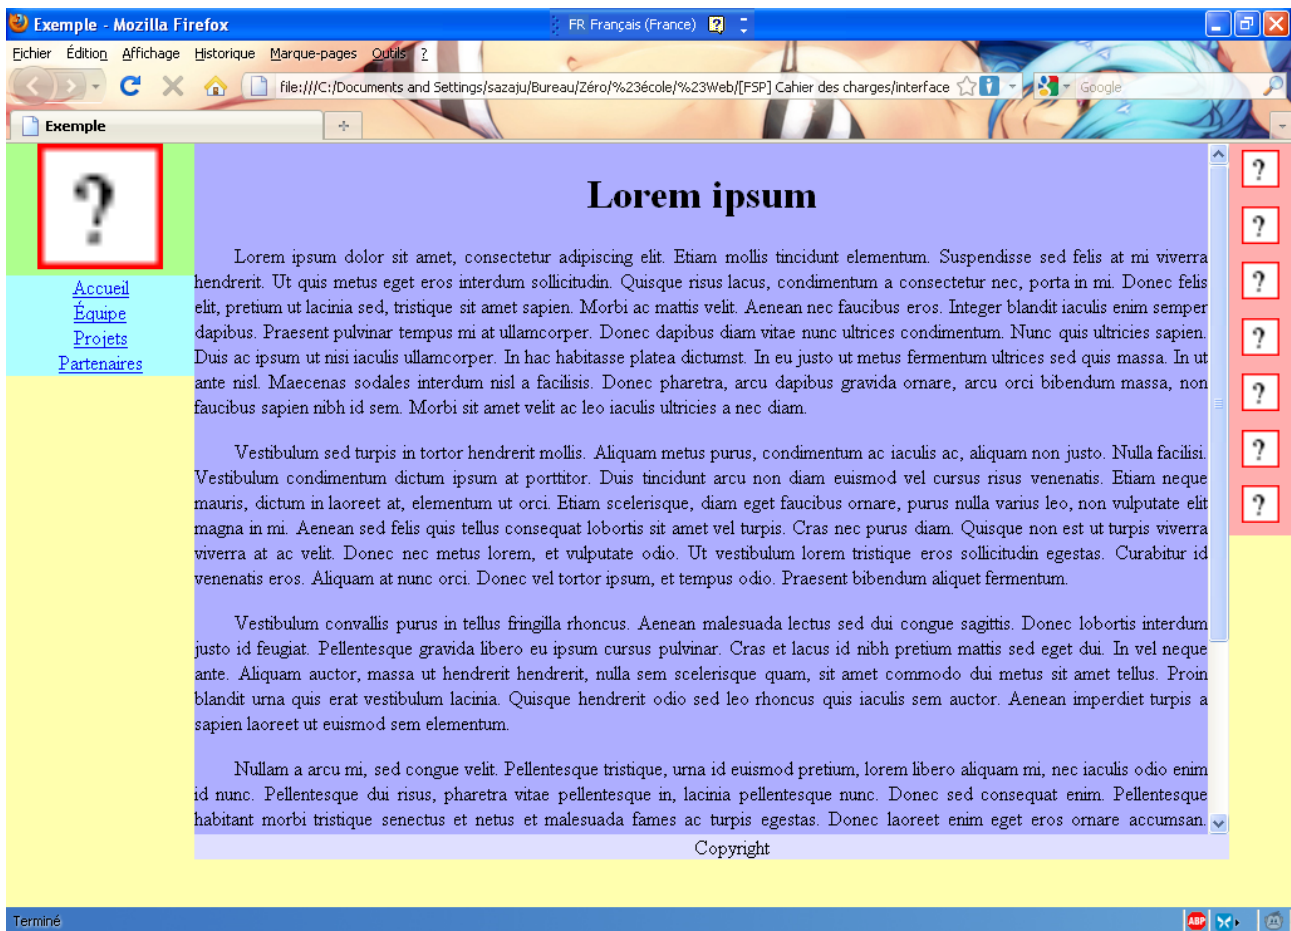 Exemple - Mozilla Firefox
FR Français (France) ?
Fichier Édition Affichage Historique Marque-pages Outils ?
file:///C:/Documents and Settings/sazaju/Bureau/Zéro/%23école/%23Web/[FSP] Cahier des charges/interface
Google
Exemple
?
Accueil
Équipe
Projets
Partenaires
Lorem ipsum
Lorem ipsum dolor sit amet, consectetur adipiscing elit. Etiam mollis tincidunt elementum. Suspendisse sed felis at mi viverra
hendrerit. Ut quis metus eget eros interdum sollicitudin. Quisque risus lacus, condimentum a consectetur nec, porta in mi. Donec felis
elit, pretium ut lacinia sed, tristique sit amet sapien. Morbi ac mattis velit. Aenean nec faucibus eros. Integer blandit iaculis enim semper
dapibus. Praesent pulvinar tempus mi at ullamcorper. Donec dapibus diam vitae nunc ultrices condimentum. Nunc quis ultricies sapien.
Duis ac ipsum ut nisi iaculis ullamcorper. In hac habitasse platea dictumst. In eu justo ut metus fermentum ultrices sed quis massa. In ut
ante nisl. Maecenas sodales interdum nisl a facilisis. Donec pharetra, arcu dapibus gravida ornare, arcu orci bibendum massa, non
faucibus sapien nibh id sem. Morbi sit amet velit ac leo iaculis ultricies a nec diam.
Vestibulum sed turpis in tortor hendrerit mollis. Aliquam metus purus, condimentum ac iaculis ac, aliquam non justo. Nulla facilisi.
Vestibulum condimentum dictum ipsum at porttitor. Duis tincidunt arcu non diam euismod vel cursus risus venenatis. Etiam neque
mauris, dictum in laoreet at, elementum ut orci. Etiam scelerisque, diam eget faucibus ornare, purus nulla varius leo, non vulputate elit
magna in mi. Aenean sed felis quis tellus consequat lobortis sit amet vel turpis. Cras nec purus diam. Quisque non est ut turpis viverra
viverra at ac velit. Donec nec metus lorem, et vulputate odio. Ut vestibulum lorem tristique eros sollicitudin egestas. Curabitur id
venenatis eros. Aliquam at nunc orci. Donec vel tortor ipsum, et tempus odio. Praesent bibendum aliquet fermentum.
Vestibulum convallis purus in tellus fringilla rhoncus. Aenean malesuada lectus sed dui congue sagittis. Donec lobortis interdum
justo id feugiat. Pellentesque gravida libero eu ipsum cursus pulvinar. Cras et lacus id nibh pretium mattis sed eget dui. In vel neque
ante. Aliquam auctor, massa ut hendrerit hendrerit, nulla sem scelerisque quam, sit amet commodo dui metus sit amet tellus. Proin
blandit urna quis erat vestibulum lacinia. Quisque hendrerit odio sed leo rhoncus quis iaculis sem auctor. Aenean imperdiet turpis a
sapien laoreet ut euismod sem elementum.
Nullam a arcu mi, sed congue velit. Pellentesque tristique, urna id euismod pretium, lorem libero aliquam mi, nec iaculis odio enim
id nunc. Pellentesque dui risus, pharetra vitae pellentesque in, lacinia pellentesque nunc. Donec sed consequat enim. Pellentesque
habitant morbi tristique senectus et netus et malesuada fames ac turpis egestas. Donec laoreet enim eget eros ornare accumsan.
Copyright
?
?
?
?
?
?
?
Terminé
ABP